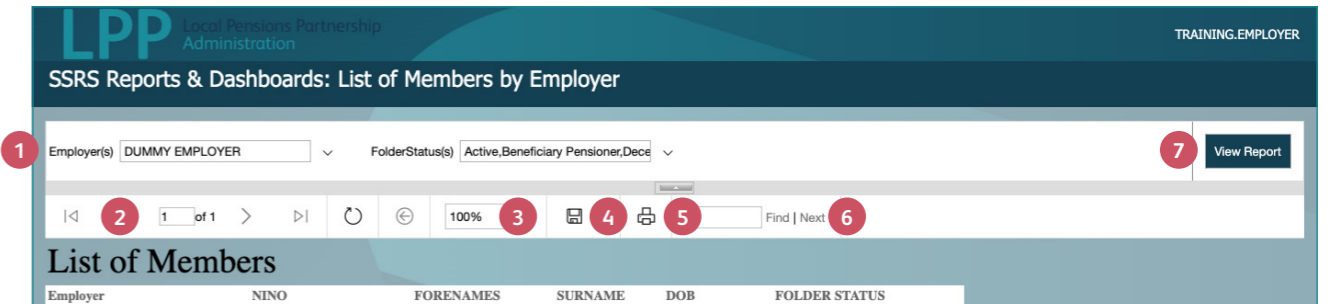 LPP Local Pensions Partnership
Administration
TRAINING.EMPLOYER
SSRS Reports & Dashboards: List of Members by Employer
1 Employer(s) DUMMY EMPLOYER FolderStatus(s) Active,Beneficiary Pensioner,Dece 7 View Report
2 1 of 1 100% 3 4 5 Find | Next 6
List of Members
Employer NINO FORENAMES SURNAME DOB FOLDER STATUS